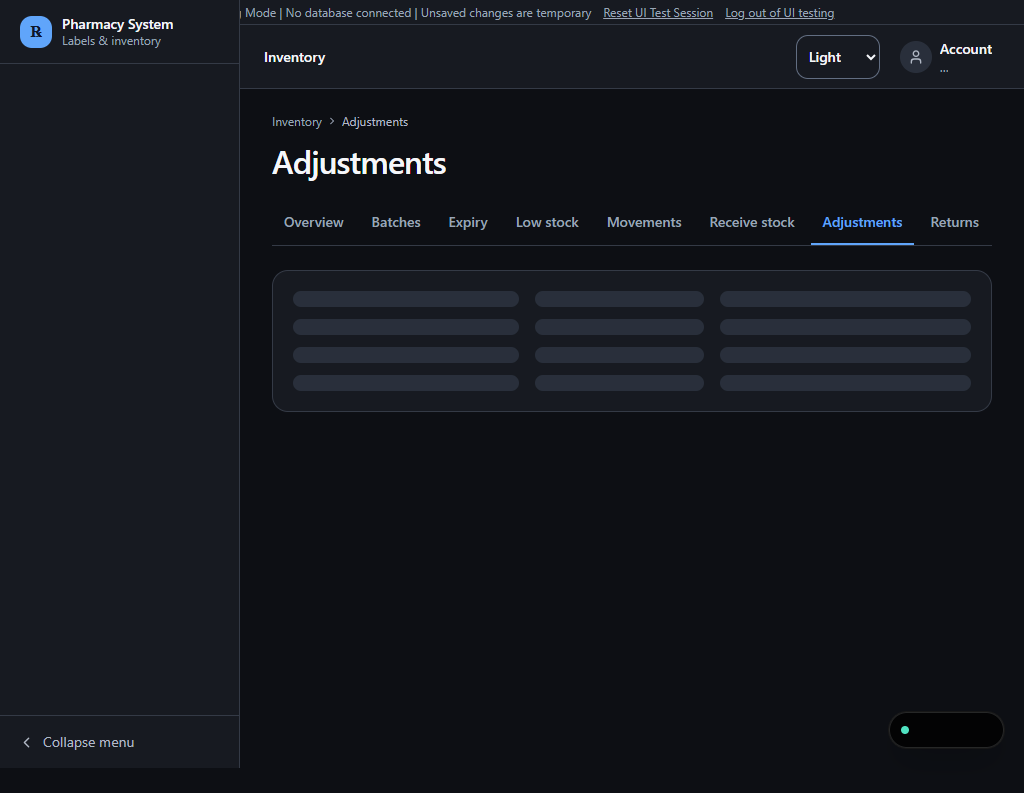 Pharmacy System
Labels & inventory
Mode | No database connected | Unsaved changes are temporary Reset UI Test Session Log out of UI testing
Inventory
Light
Account
...
Inventory > Adjustments
Adjustments
Overview Batches Expiry Low stock Movements Receive stock Adjustments Returns
Collapse menu